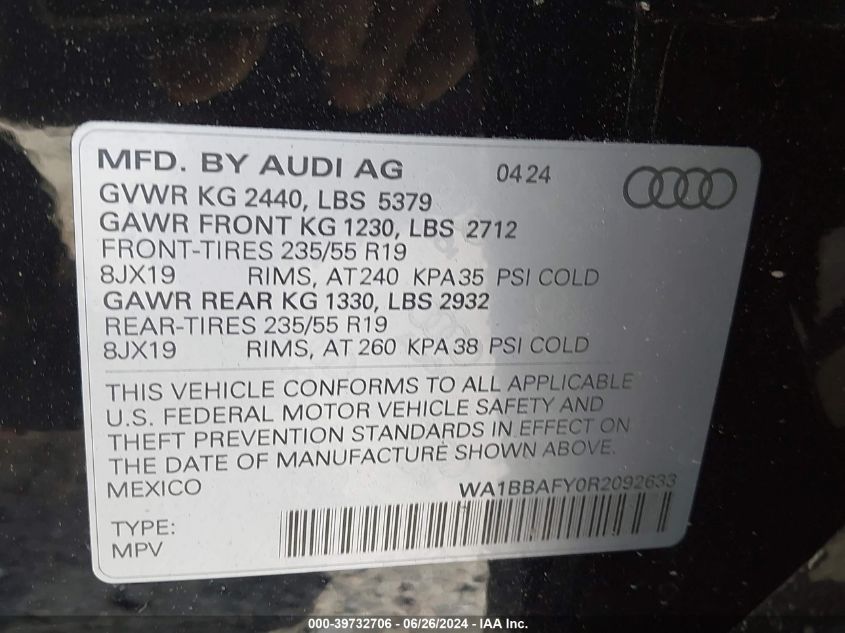 MFD. BY AUDI AG 0424
GVWR KG 2440, LBS 5379
GAWR FRONT KG 1230, LBS 2712
FRONT-TIRES 235/55 R19
8JX19 RIMS, AT 240 KPA 35 PSI COLD
GAWR REAR KG 1330, LBS 2932
REAR-TIRES 235/55 R19
8JX19 RIMS, AT 260 KPA 38 PSI COLD
THIS VEHICLE CONFORMS TO ALL APPLICABLE
U.S. FEDERAL MOTOR VEHICLE SAFETY AND
THEFT PREVENTION STANDARDS IN EFFECT ON
THE DATE OF MANUFACTURE SHOWN ABOVE.
MEXICO WA1BBAFY0R2092633
TYPE:
MPV
000-39732706 - 06/26/2024 - IAA Inc.